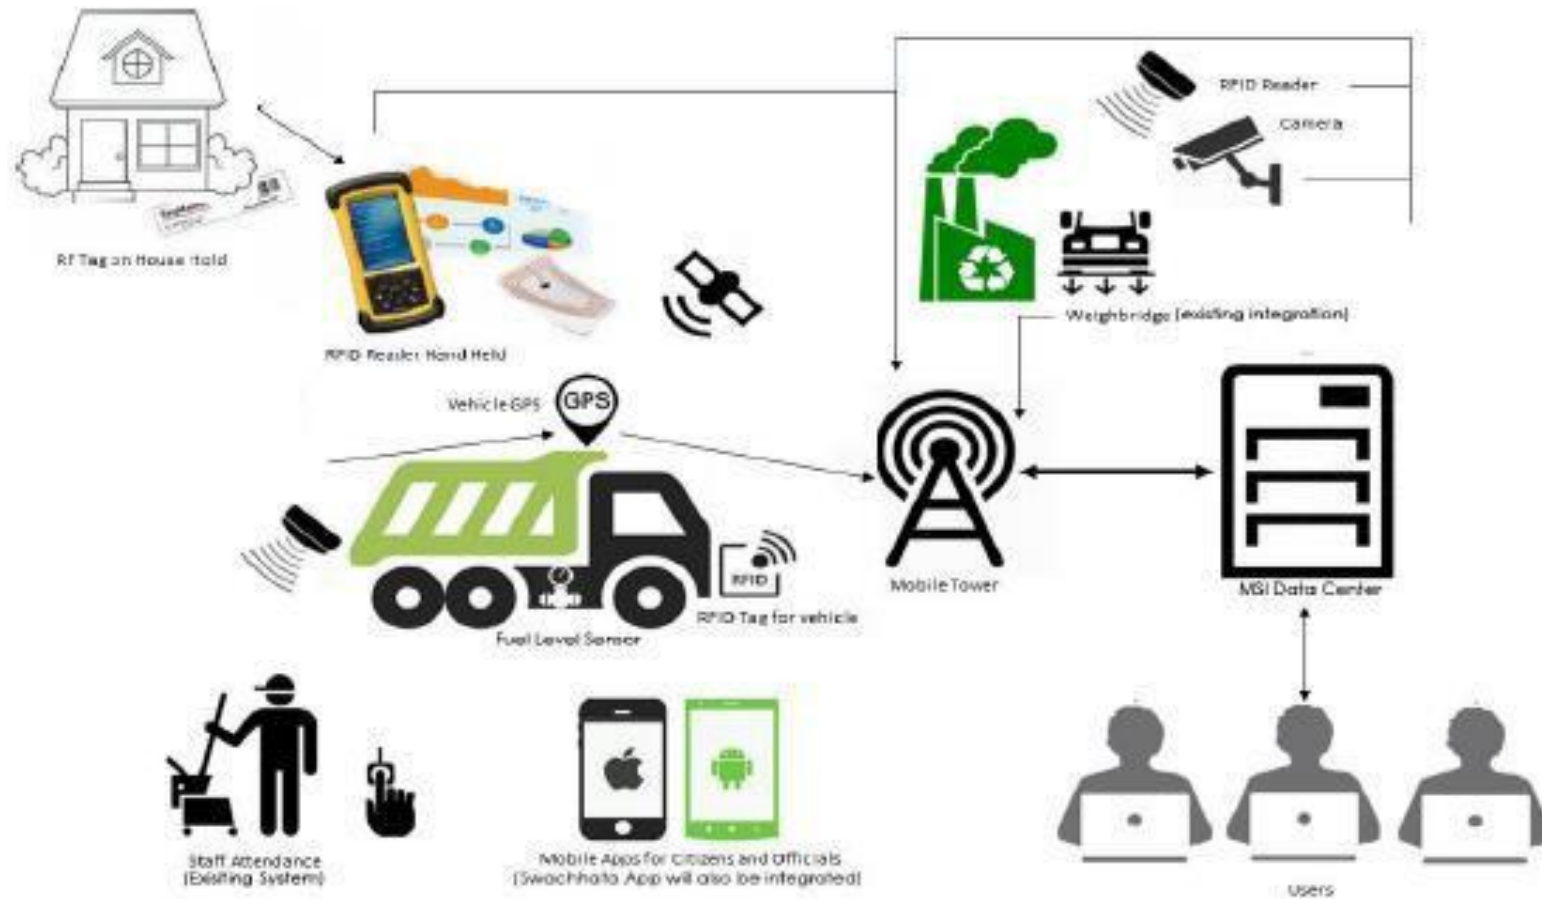 RFID Reader
Camera
RF Tag on House Hold
Weighbridge (existing integration)
RFID Reader Hand Held
Vehicle GPS
GPS
RFID
Mobile Tower
MSI Data Center
RFID Tag for vehicle
Fuel Level Sensor
Staff Attendance
(Exisiting System)
Mobile Apps for Citizens and Officials
(Swachhata App will also be integrated)
Users